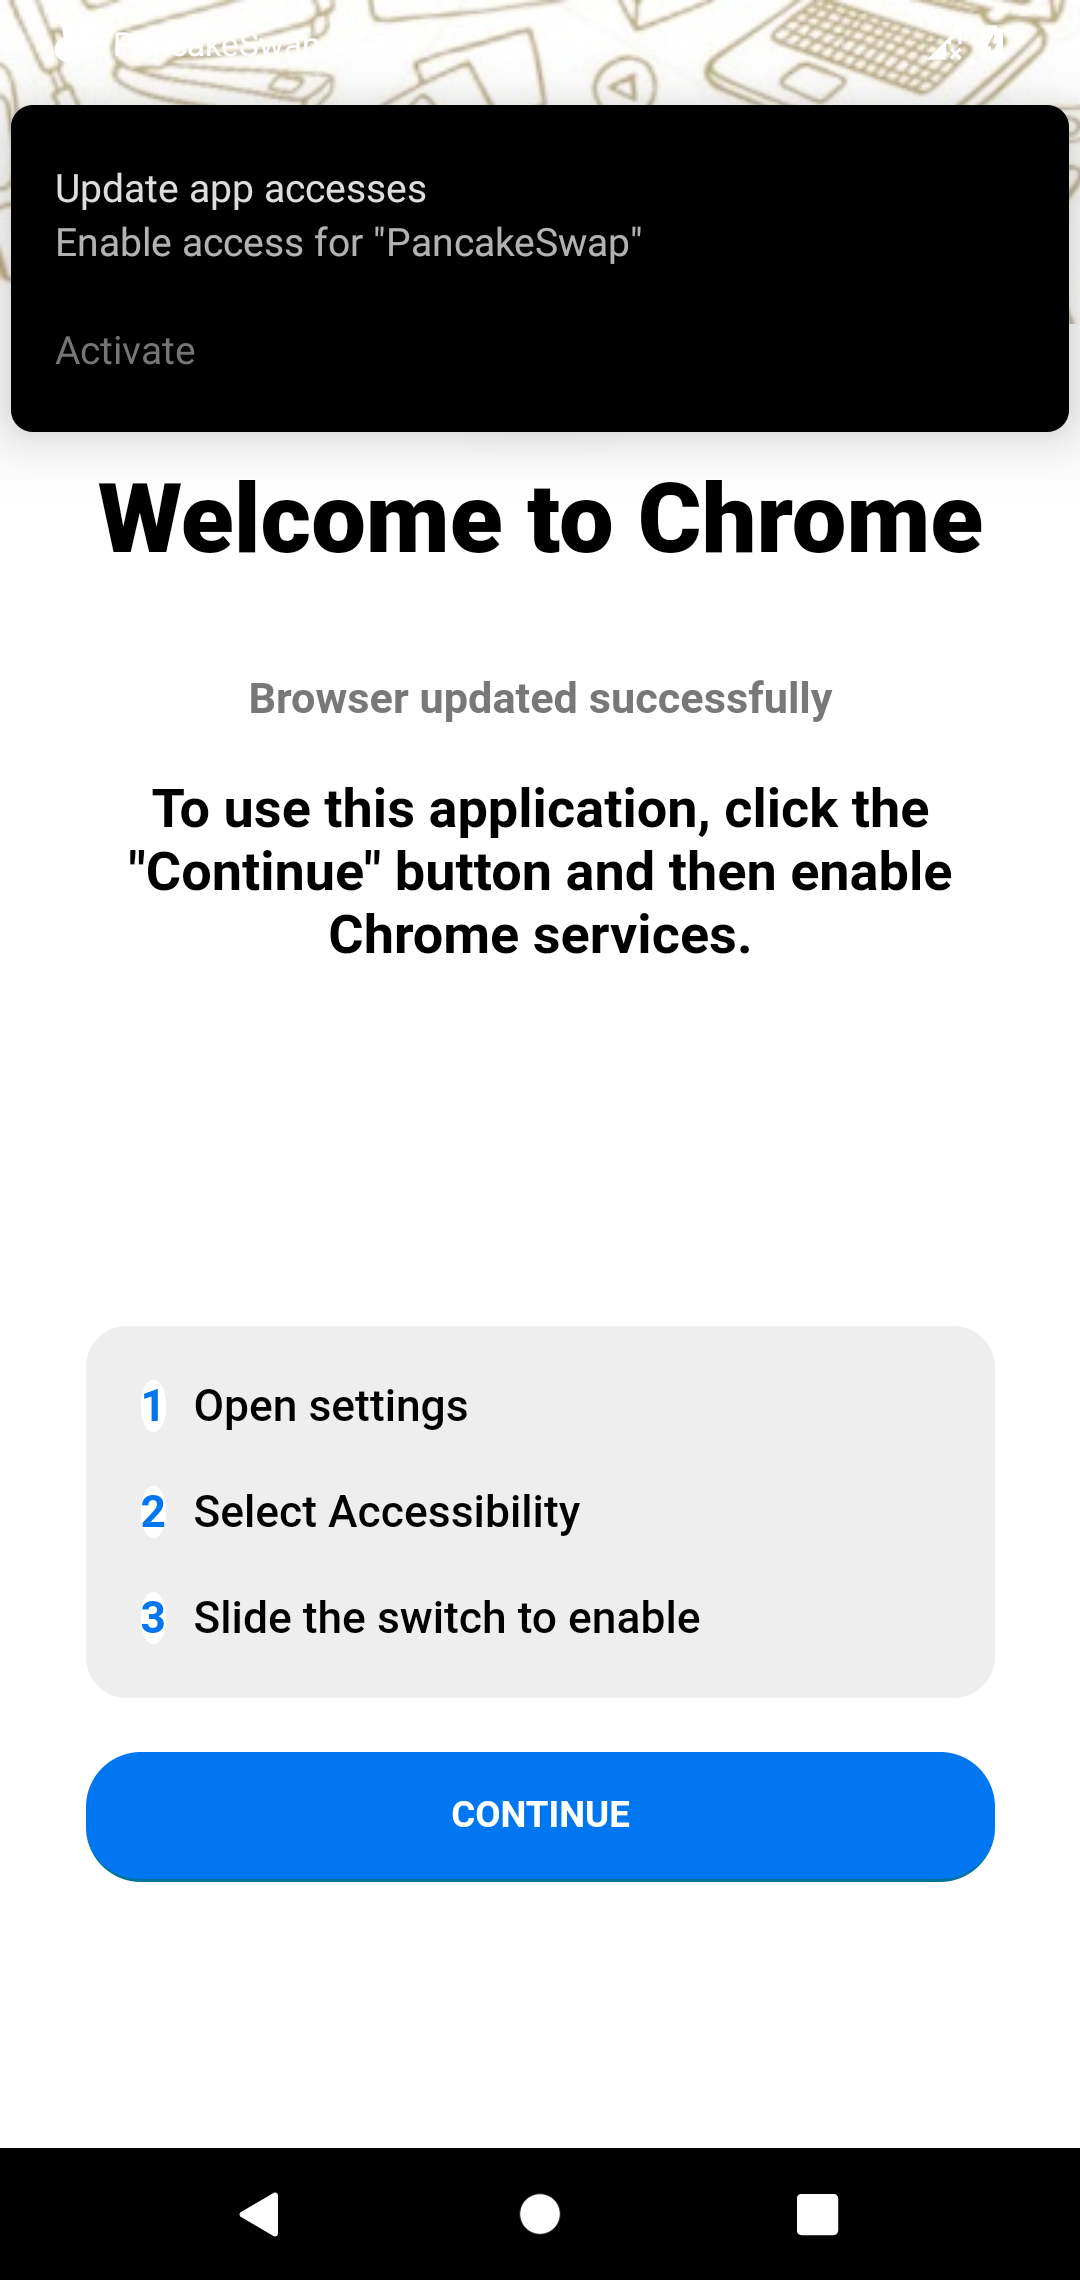 PancakeSwap
Update app accesses
Enable access for "PancakeSwap"
Activate
Welcome to Chrome
Browser updated successfully
To use this application, click the
"Continue" button and then enable
Chrome services.
1 Open settings
2 Select Accessibility
3 Slide the switch to enable
CONTINUE